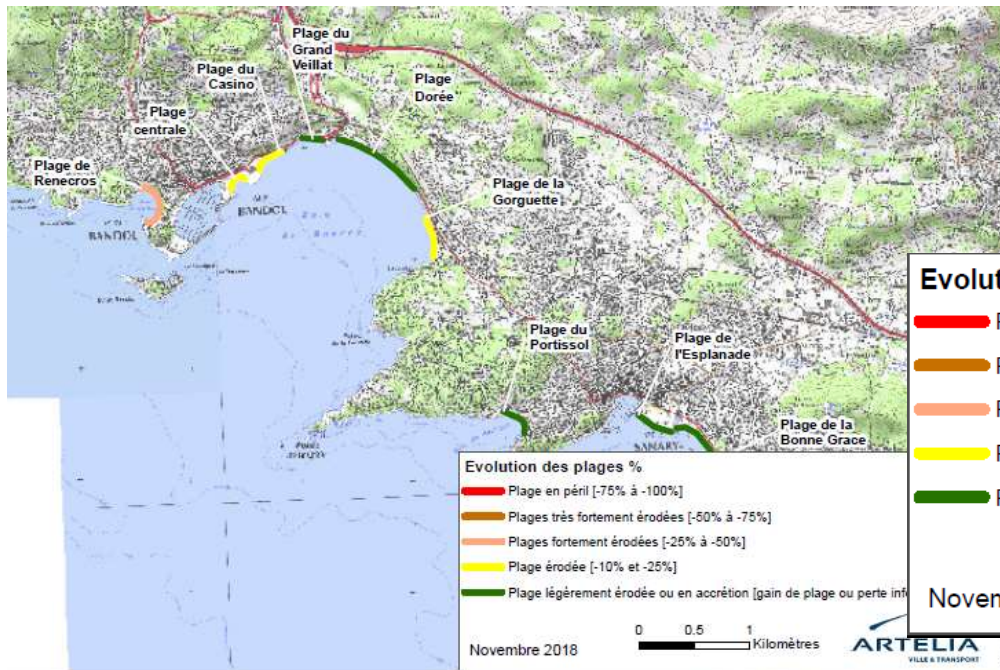 Plage du
Grand
Veillat
Plage du
Casino
Plage
Dorée
Plage
centrale
Plage de
Renecros
Plage de la
Gorguette
BANDOL
BANDOL
Plage du
Portissol
Plage de
l'Esplanade
Plage de la
Bonne Grace
SANARY-
Evolution des plages %
Plage en péril [-75% à -100%]
Plages très fortement érodées [-50% à -75%]
Plages fortement érodées [-25% à -50%]
Plage érodée [-10% et -25%]
Plage légèrement érodée ou en accrétion [gain de plage ou perte inf
Novembre 2018
0 0,5 1
Kilomètres
ARTELIA
VILLE & TRANSPORT
Evolut
P
P
P
P
P
Novem